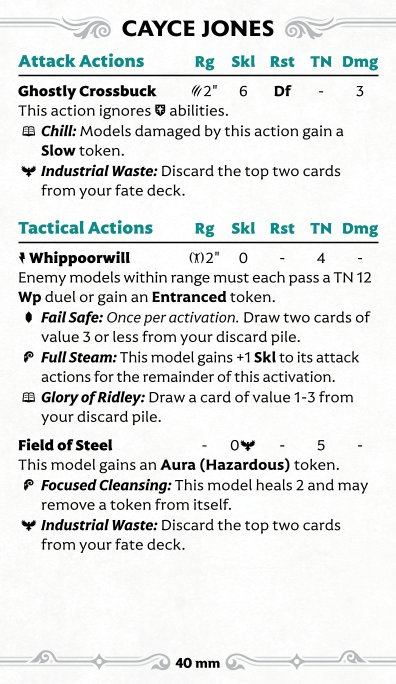 CAYCE JONES
Attack Actions Rg Skl Rst TN Dmg
Ghostly Crossbuck 2" 6 Df - 3
This action ignores abilities.
Chill: Models damaged by this action gain a
Slow token.
Industrial Waste: Discard the top two cards
from your fate deck.
Tactical Actions Rg Skl Rst TN Dmg
Whippoorwill 2" 0 - 4 -
Enemy models within range must each pass a TN 12
Wp duel or gain an Entranced token.
Fail Safe: Once per activation. Draw two cards of
value 3 or less from your discard pile.
Full Steam: This model gains +1 Skl to its attack
actions for the remainder of this activation.
Glory of Ridley: Draw a card of value 1-3 from
your discard pile.
Field of Steel - 0 - 5 -
This model gains an Aura (Hazardous) token.
Focused Cleansing: This model heals 2 and may
remove a token from itself.
Industrial Waste: Discard the top two cards
from your fate deck.
40 mm